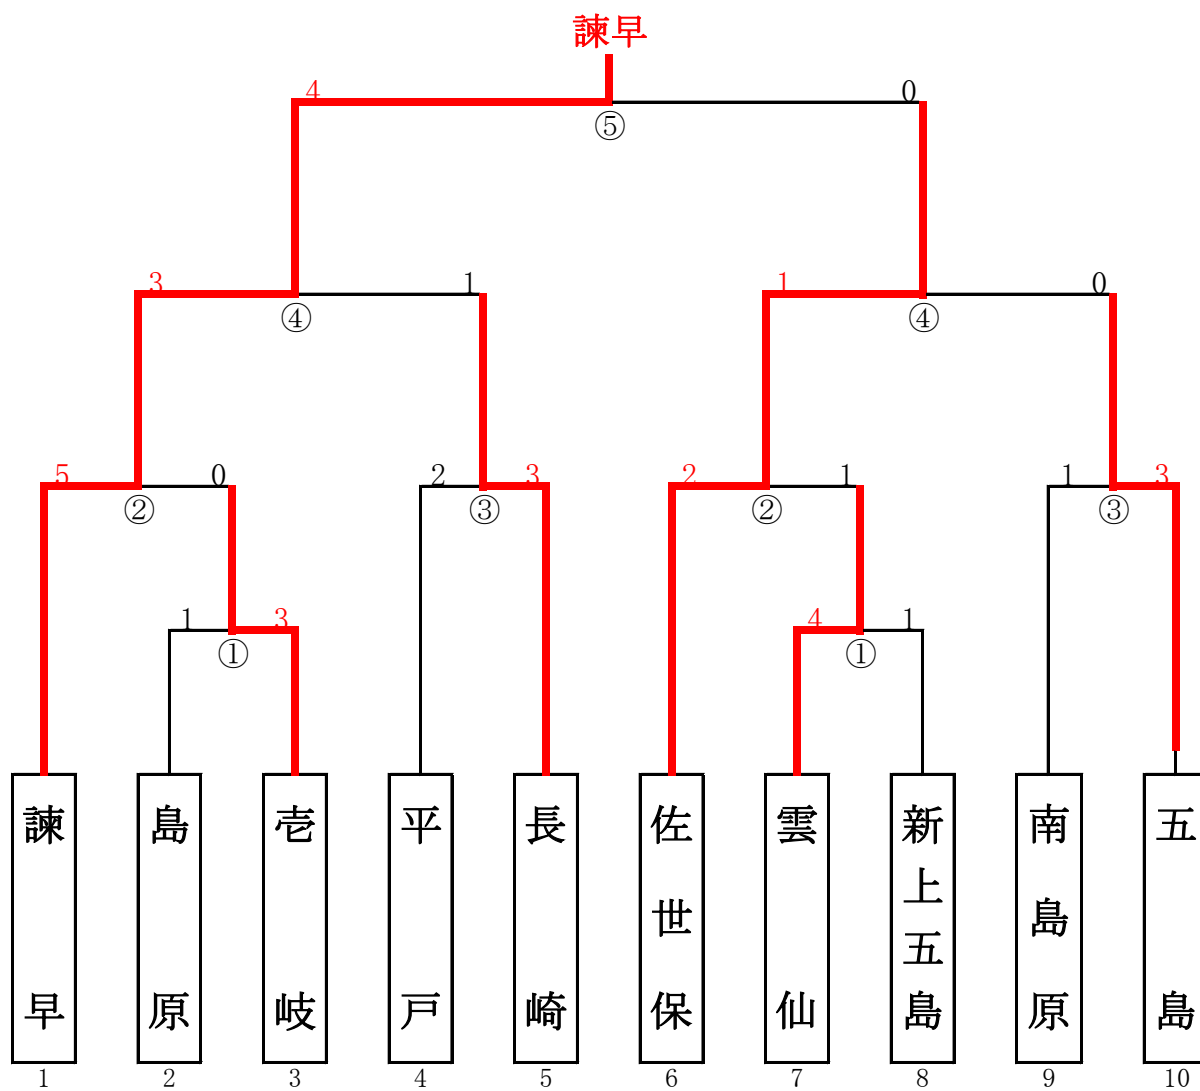 諫早
4 0
⑤
3 1 1 0
④ ④
5 0 2 3 2 1 1 3
② ③ ② ③
1 3 4 1
① ①
諫早
島原
壱岐
平戸
長崎
佐世保
雲仙
新上五島
南島原
五島
1 2 3 4 5 6 7 8 9 10